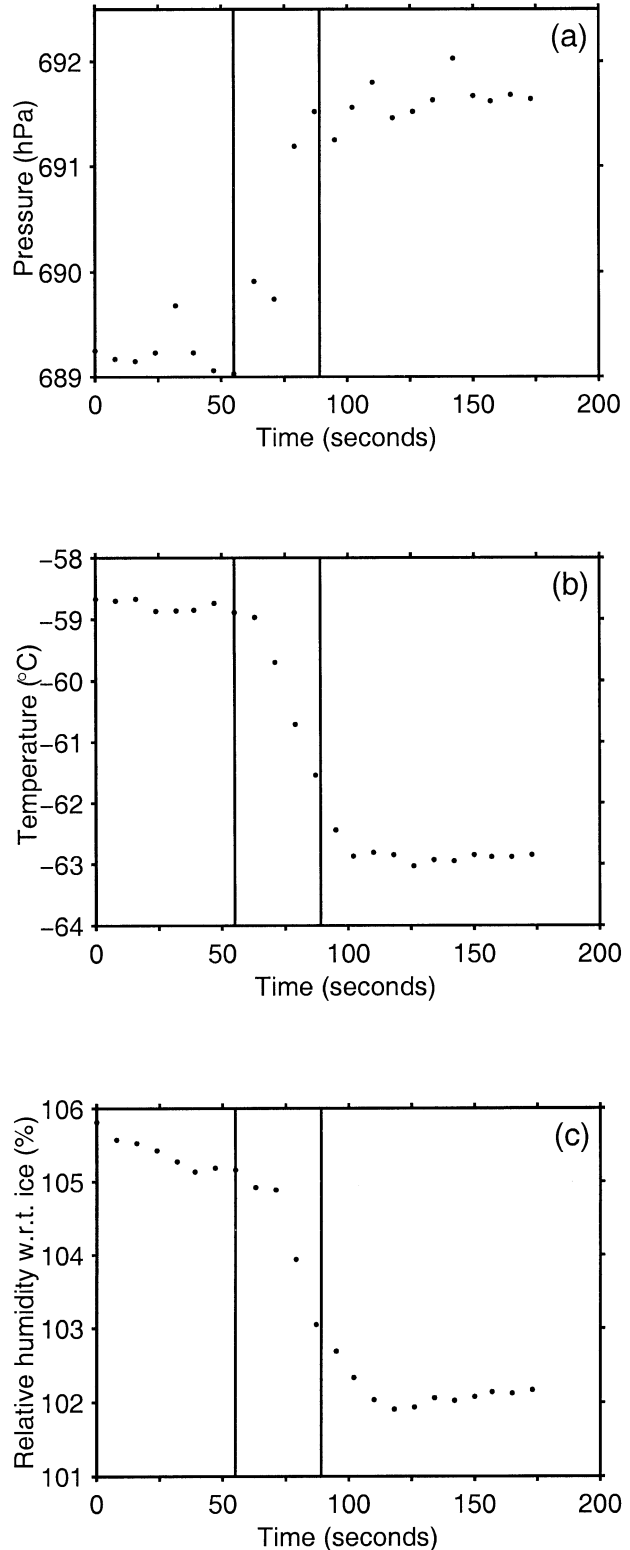 (a)
692
691
690
689
Pressure (hPa)
0 50 100 150 200
Time (seconds)
(b)
−58
−59
−60
−61
−62
−63
−64
Temperature (°C)
0 50 100 150 200
Time (seconds)
(c)
106
105
104
103
102
101
Relative humidity w.r.t. ice (%)
0 50 100 150 200
Time (seconds)